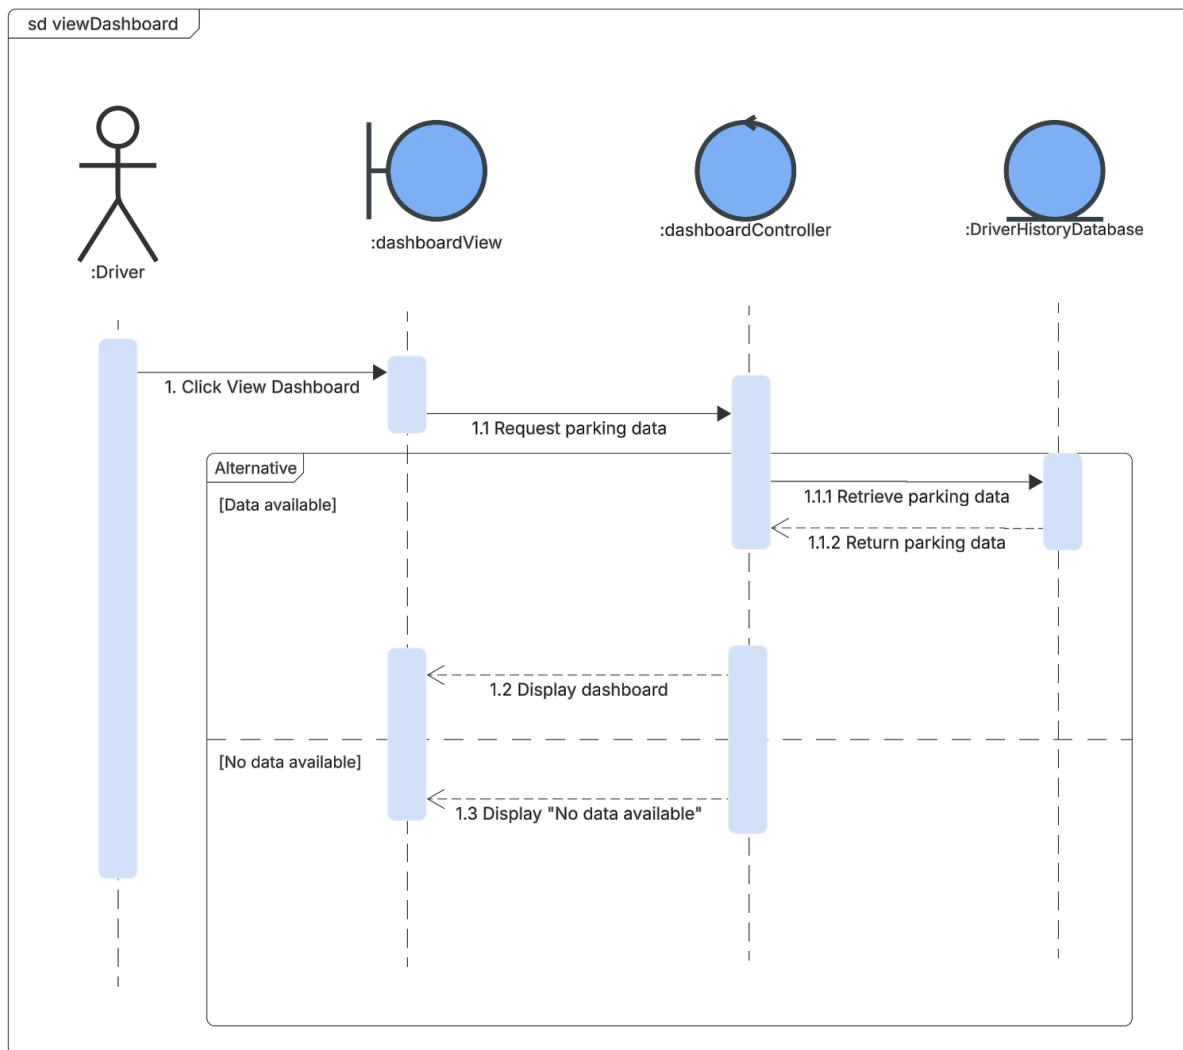 sd viewDashboard
:Driver
:dashboardView
:dashboardController
:DriverHistoryDatabase
1. Click View Dashboard
1.1 Request parking data
Alternative
[Data available]
1.1.1 Retrieve parking data
1.1.2 Return parking data
1.2 Display dashboard
[No data available]
1.3 Display "No data available"